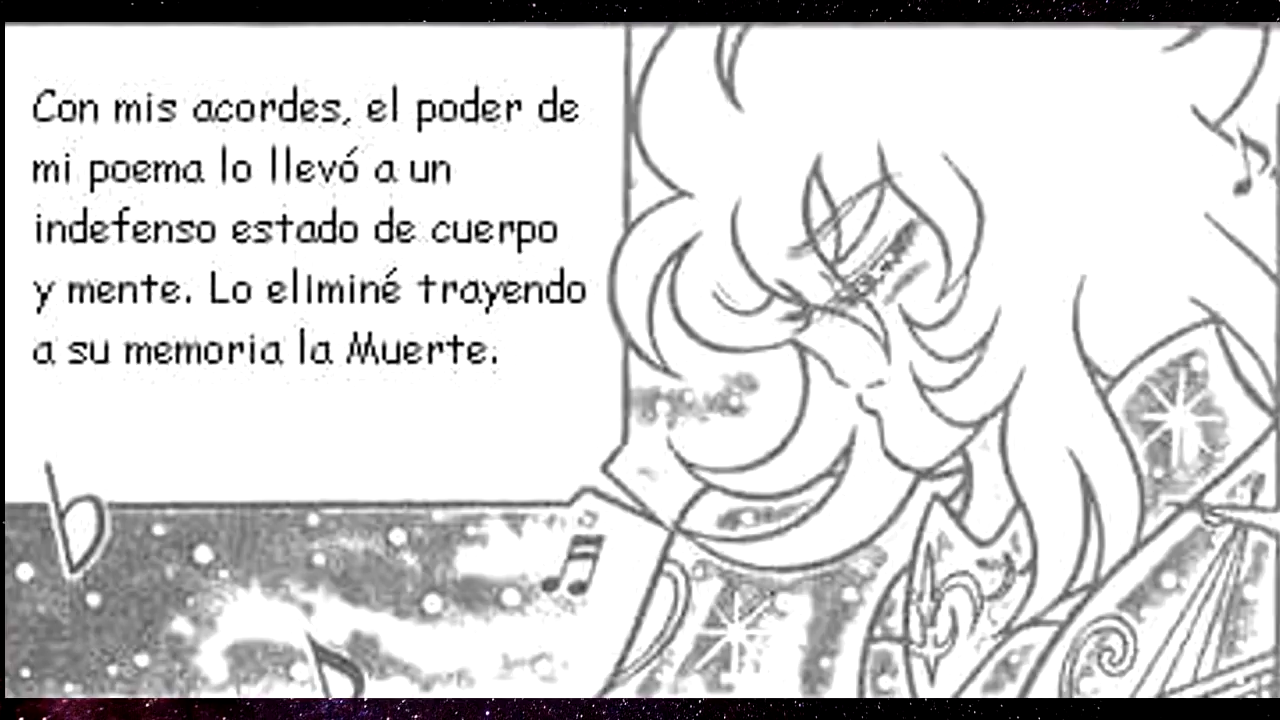 Con mis acordes, el poder de
mi poema lo llevó a un
indefenso estado de cuerpo
y mente. Lo eliminé trayendo
a su memoria la Muerte.